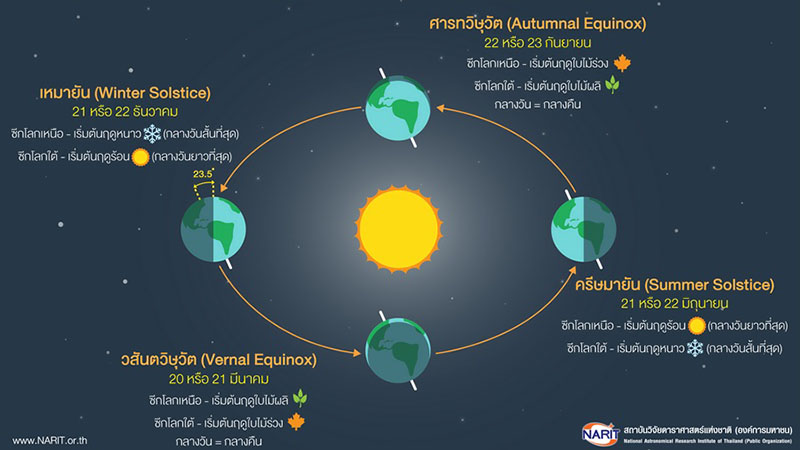 ศารทวิษุวัต (Autumnal Equinox)
22 หรือ 23 กันยายน
ซีกโลกเหนือ - เริ่มต้นฤดูใบไม้ร่วง
ซีกโลกใต้ - เริ่มต้นฤดูใบไม้ผลิ
กลางวัน = กลางคืน
เหมายัน (Winter Solstice)
21 หรือ 22 ธันวาคม
ซีกโลกเหนือ - เริ่มต้นฤดูหนาว (กลางวันสั้นที่สุด)
ซีกโลกใต้ - เริ่มต้นฤดูร้อน (กลางวันยาวที่สุด)
23.5°
ครีษมายัน (Summer Solstice)
21 หรือ 22 มิถุนายน
ซีกโลกเหนือ - เริ่มต้นฤดูร้อน (กลางวันยาวที่สุด)
ซีกโลกใต้ - เริ่มต้นฤดูหนาว (กลางวันสั้นที่สุด)
วสันตวิษุวัต (Vernal Equinox)
20 หรือ 21 มีนาคม
ซีกโลกเหนือ - เริ่มต้นฤดูใบไม้ผลิ
ซีกโลกใต้ - เริ่มต้นฤดูใบไม้ร่วง
กลางวัน = กลางคืน
www.NARIT.or.th
NARIT
สถาบันวิจัยดาราศาสตร์แห่งชาติ (องค์การมหาชน)
National Astronomical Research Institute of Thailand (Public Organization)